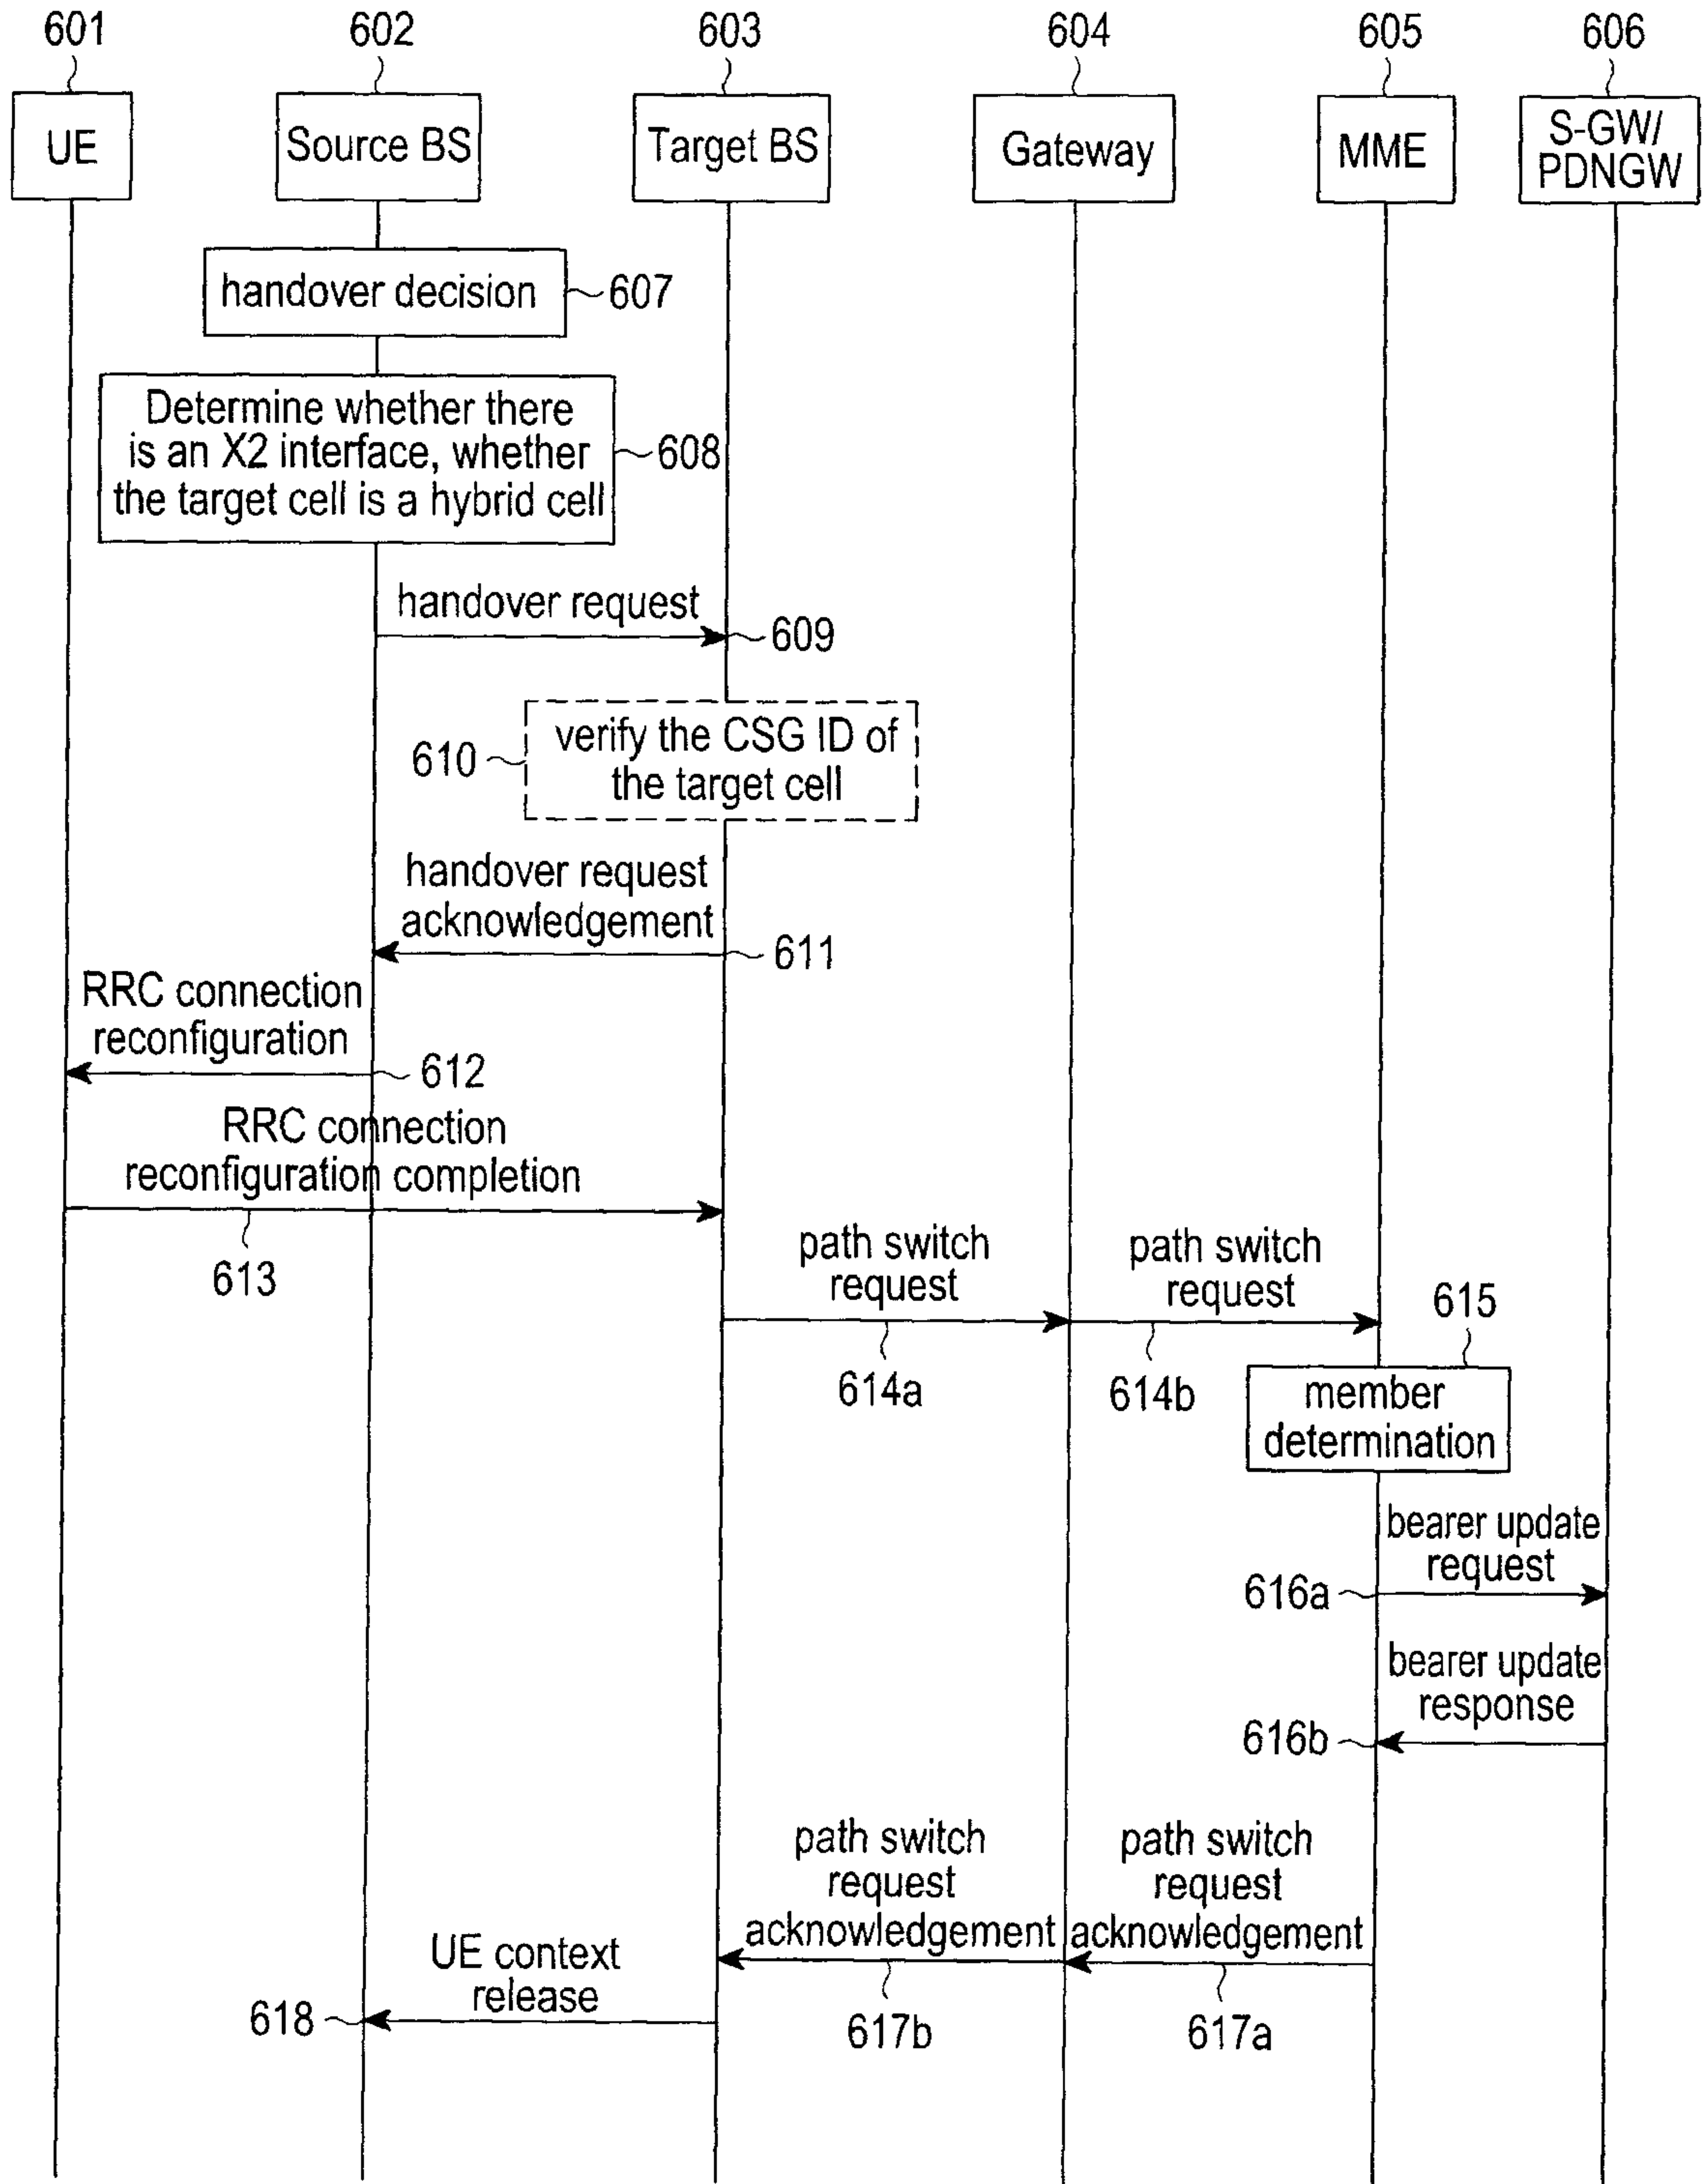 601
602
603
604
605
606
UE
Source BS
Target BS
Gateway
MME
S-GW/
PDNGW
handover decision
607
Determine whether there
is an X2 interface, whether
the target cell is a hybrid cell
608
handover request
609
verify the CSG ID of
the target cell
610
handover request
acknowledgement
611
RRC connection
reconfiguration
612
RRC connection
reconfiguration completion
613
path switch
request
614a
path switch
request
614b
615
member
determination
bearer update
request
616a
bearer update
response
616b
path switch
request
acknowledgement
617b
path switch
request
acknowledgement
617a
UE context
release
618